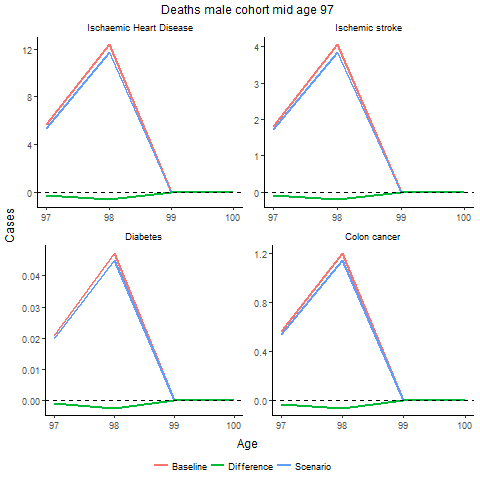 Deaths male cohort mid age 97
Ischaemic Heart Disease
Ischemic stroke
12
8
4
0
97 98 99 100
4
3
2
1
0
97 98 99 100
Cases
Diabetes
Colon cancer
0.04
0.03
0.02
0.01
0.00
97 98 99 100
1.2
0.8
0.4
0.0
97 98 99 100
Age
Baseline Difference Scenario